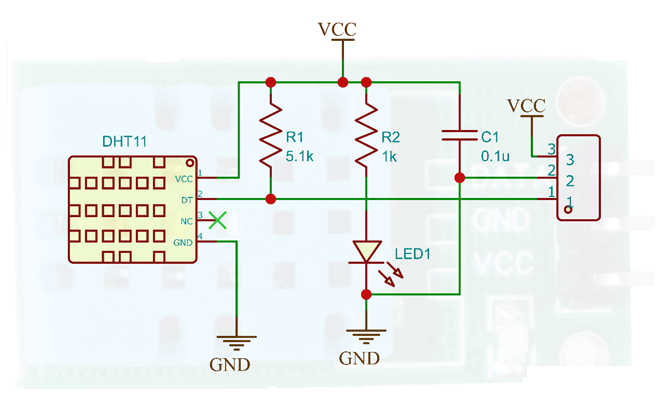 VCC
VCC
DHT11
R1
5.1k
R2
1k
C1
0.1u
3
3
2
2
1
1
VCC
1
DT
2
NC
3
GND
4
LED1
GND
GND
GND
VCC